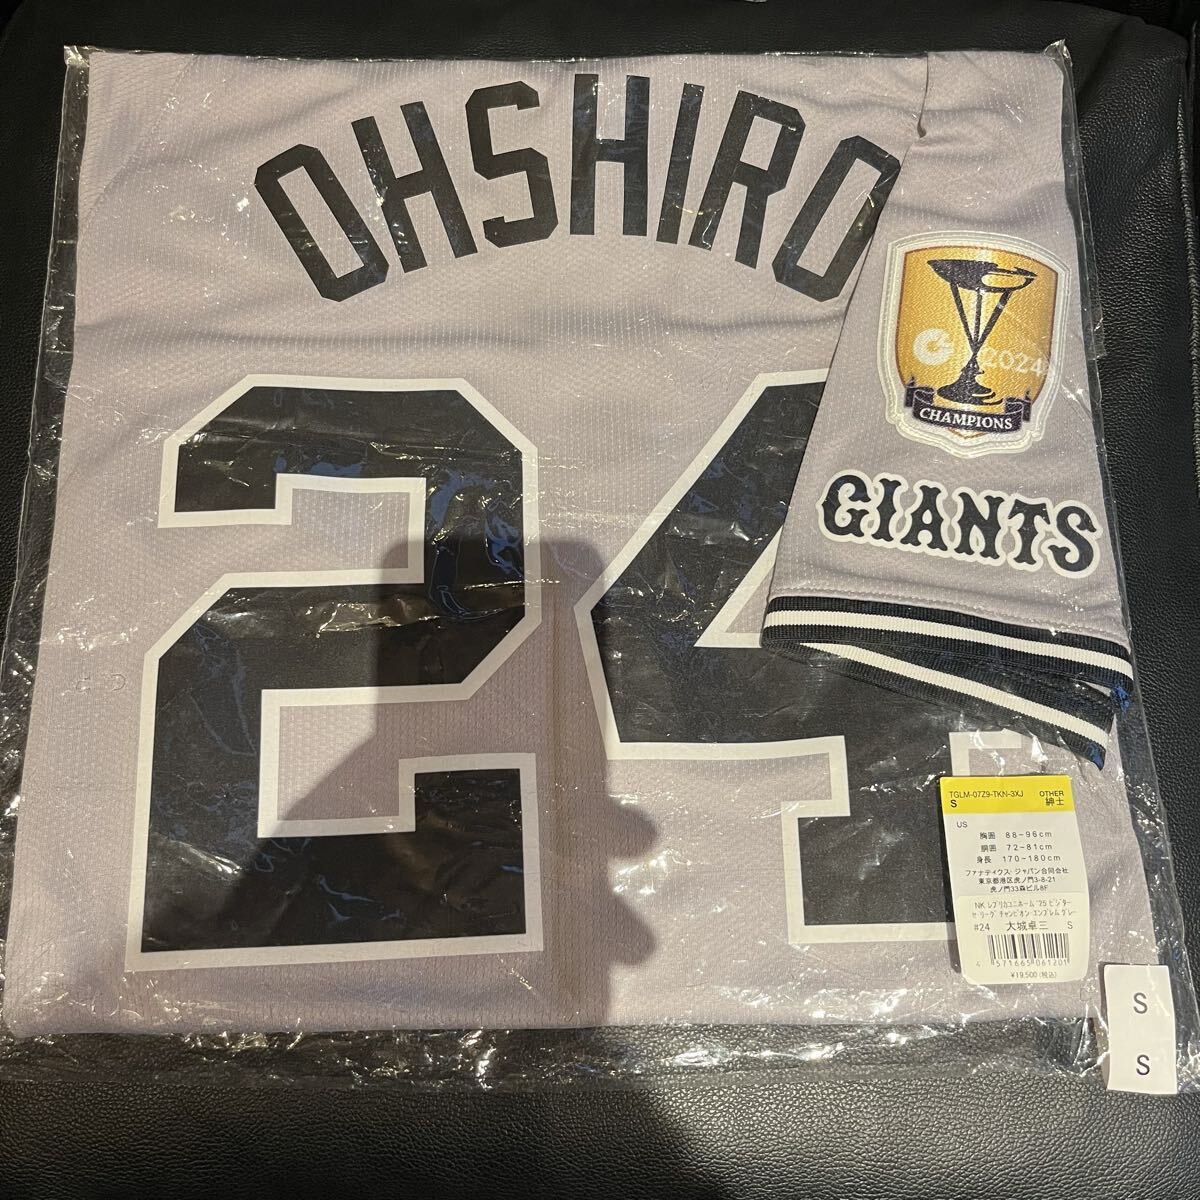 OHSHIRO
24
2024
CHAMPIONS
GIANTS
TGLM-07Z9-TKN-3XJ OTHER
S 紳士
US
胸囲 88-96cm
胴囲 72-81cm
身長 170-180cm
ファナティクス・ジャパン合同会社
東京都港区虎ノ門3-8-21
虎ノ門33森ビル8F
NK レプリカユニホーム '25 ビジター
セ・リーグ チャンピオン・エンブレム グレー
#24 大城卓三 S
4 571665 061201
¥19,500(税込)
S
S